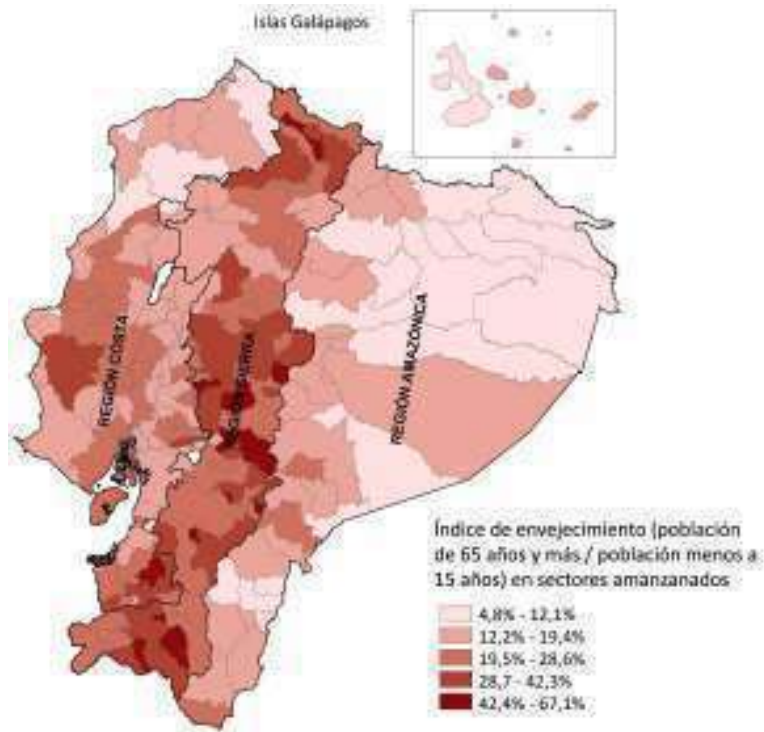 Islas Galápagos
REGIÓN COSTA
REGIÓN SIERRA
REGIÓN AMAZÓNICA
Índice de envejecimiento (población
de 65 años y más / población menos a
15 años) en sectores amanzanados
4,8% - 12,1%
12,2% - 19,4%
19,5% - 28,6%
28,7 - 42,3%
42,4% - 67,1%